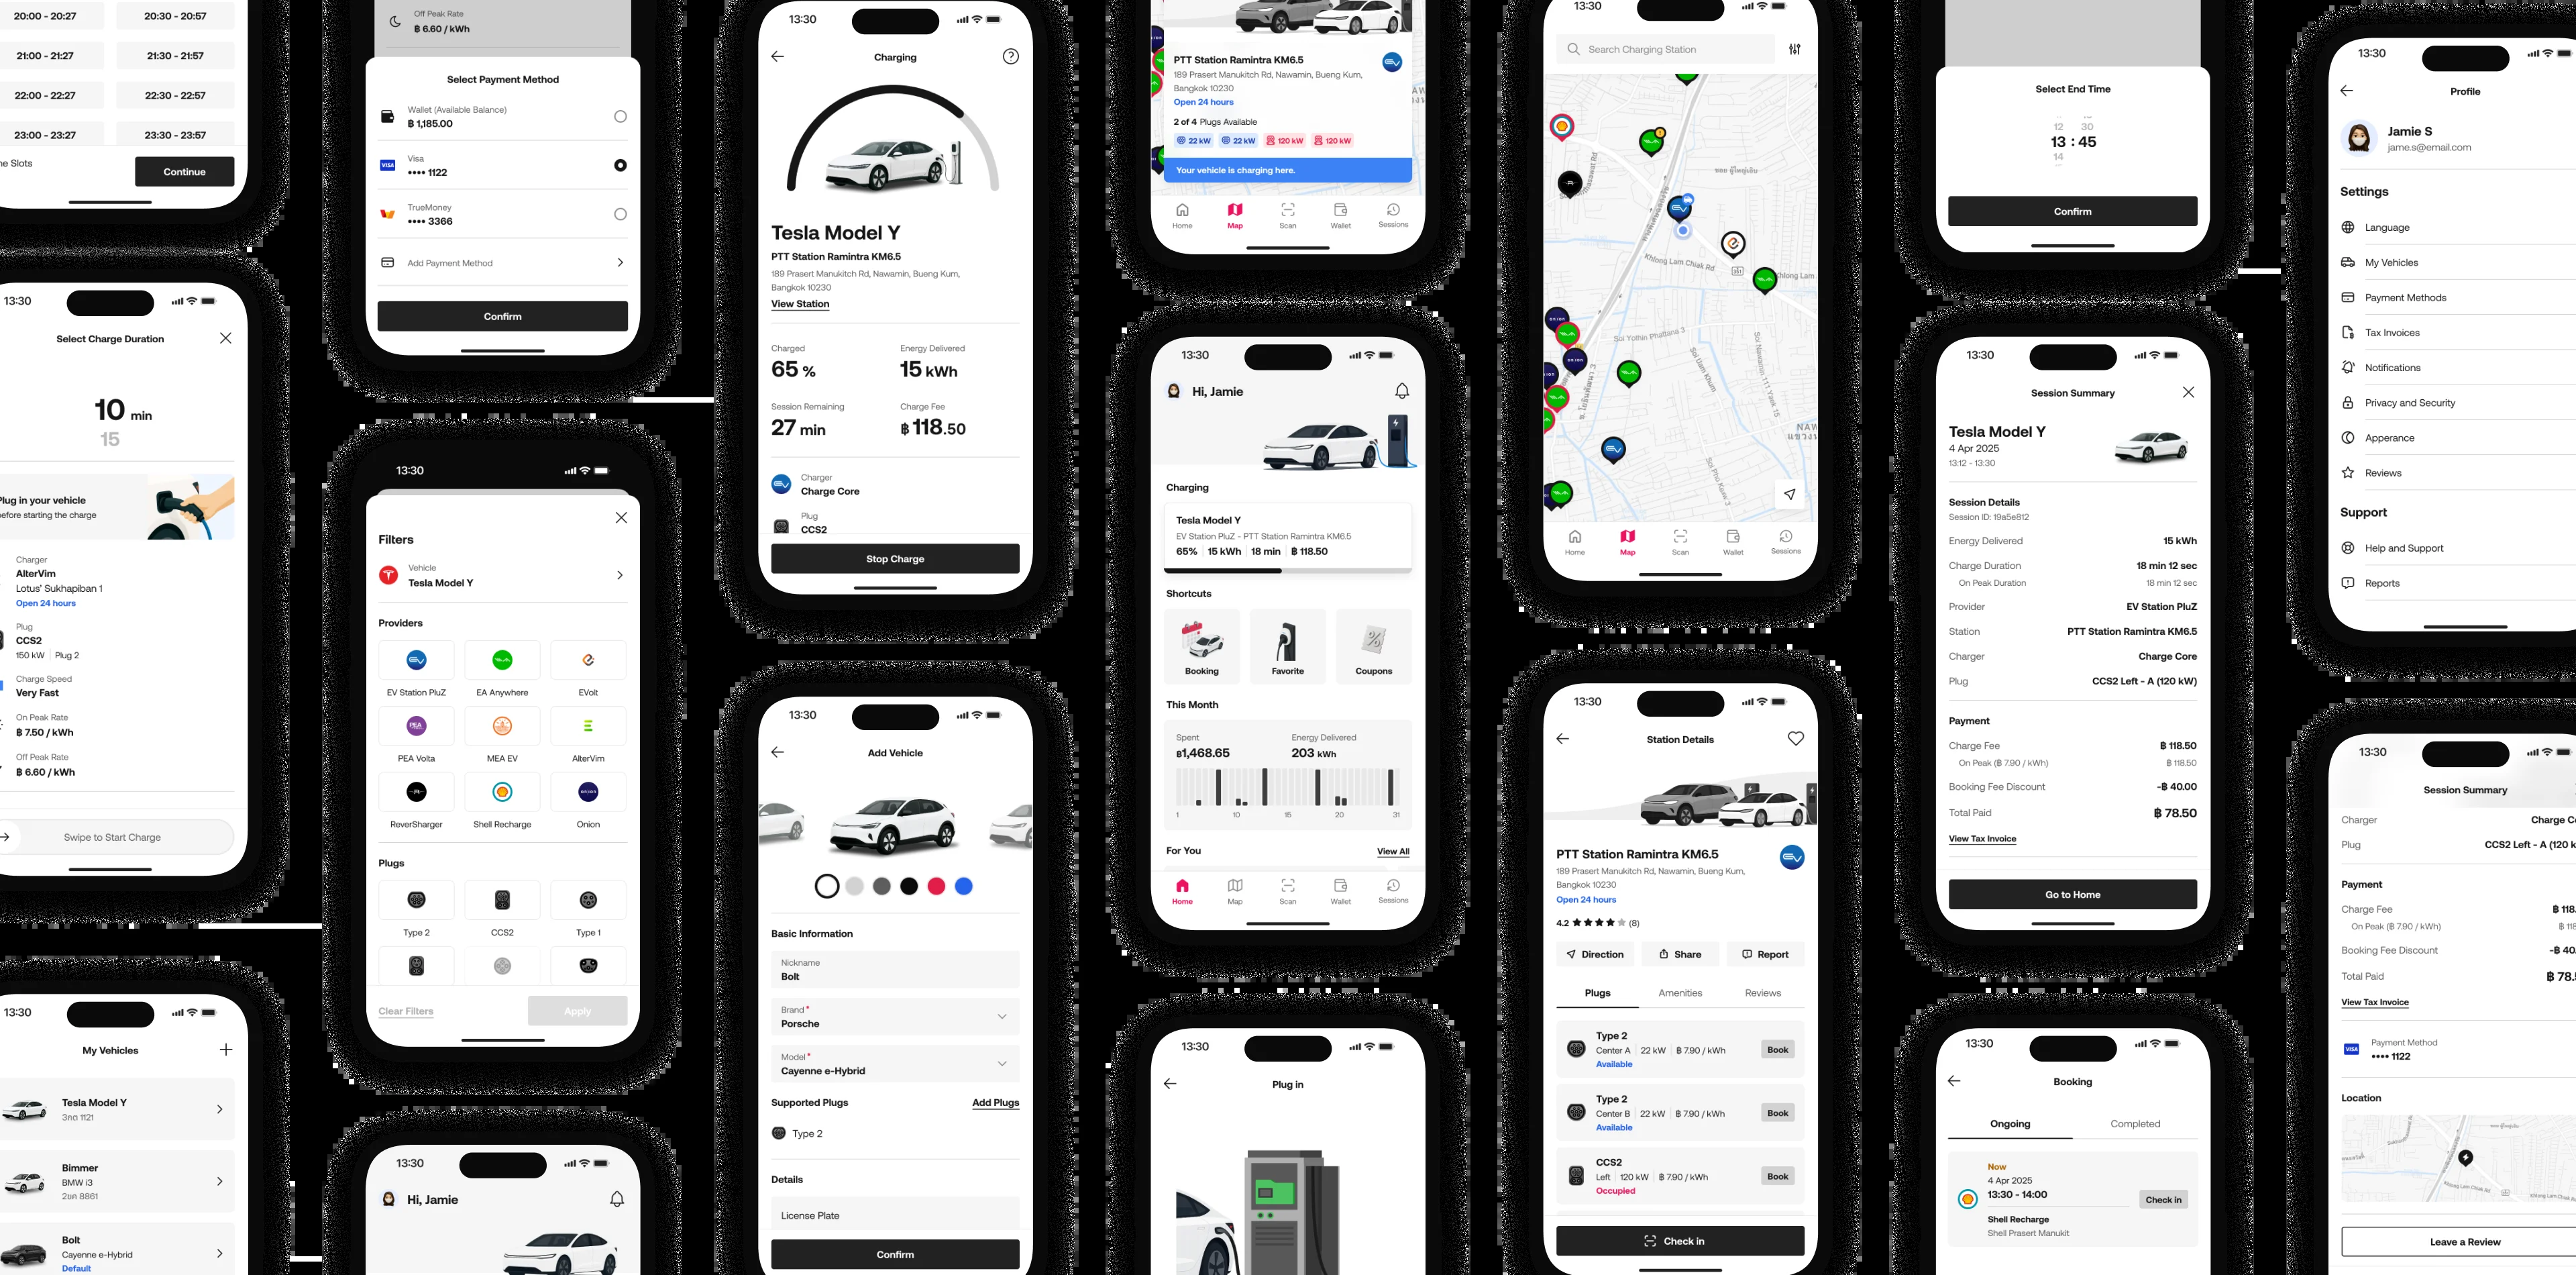 20:00 - 20:27
20:30 - 20:57
21:00 - 21:27
21:30 - 21:57
22:00 - 22:27
22:30 - 22:57
23:00 - 23:27
23:30 - 23:57
Slots
Continue
13:30
Select Charge Duration
10 min
15
Plug in your vehicle
before starting the charge
Charger
AlterVim
Lotus' Sukhapiban 1
Open 24 hours
Plug
CCS2
150 kW | Plug 2
Charge Speed
Very Fast
On Peak Rate
฿ 7.50 / kWh
Off Peak Rate
฿ 6.60 / kWh
Swipe to Start Charge
13:30
My Vehicles
Tesla Model Y
3กต 1121
Bimmer
BMW i3
8861
Bolt
Cayenne e-Hybrid
Default
Off Peak Rate
฿ 6.60 / kWh
Select Payment Method
Wallet (Available Balance)
฿ 1,185.00
VISA
Visa
•••• 1122
TrueMoney
•••• 3366
Add Payment Method
Confirm
13:30
Filters
Vehicle
Tesla Model Y
Providers
EV Station PluZ
EA Anywhere
EVolt
PEA
PEA Volta
MEA EV
AlterVim
ReverSharger
Shell Recharge
Onion
Plugs
Type 2
CCS2
Type 1
Clear Filters
Apply
13:30
Hi, Jamie
13:30
Charging
Tesla Model Y
PTT Station Ramintra KM6.5
189 Prasert Manukitch Rd, Nawamin, Bueng Kum,
Bangkok 10230
View Station
Charged
65 %
Energy Delivered
15 kWh
Session Remaining
27 min
Charge Fee
฿ 118.50
Charger
Charge Core
Plug
CCS2
Stop Charge
13:30
Add Vehicle
Basic Information
Nickname
Bolt
Brand *
Porsche
Model *
Cayenne e-Hybrid
Supported Plugs
Add Plugs
Type 2
Details
License Plate
Confirm
PTT Station Ramintra KM6.5
189 Prasert Manukitch Rd, Nawamin, Bueng Kum,
Bangkok 10230
Open 24 hours
2 of 4 Plugs Available
22 kW
22 kW
120 kW
120 kW
Your vehicle is charging here.
Home
Map
Scan
Wallet
Sessions
13:30
Hi, Jamie
Charging
Tesla Model Y
EV Station PluZ - PTT Station Ramintra KM6.5
65% | 15 kWh | 18 min | ฿ 118.50
Shortcuts
Booking
Favorite
Coupons
This Month
Spent
฿1,468.65
Energy Delivered
203 kWh
1
10
15
20
31
For You
View All
Home
Map
Scan
Wallet
Sessions
13:30
Plug in
13:30
Search Charging Station
Khlong Lam Chiak Rd
Khlong Lam
Soi Yothin Phattana 3
Soi Uam Khum
Soi Nawamin 111 Yaek 15
Home
Map
Scan
Wallet
Sessions
13:30
Station Details
PTT Station Ramintra KM6.5
189 Prasert Manukitch Rd, Nawamin, Bueng Kum,
Bangkok 10230
Open 24 hours
4.2 ★★★★★ (8)
Direction
Share
Report
Plugs
Amenities
Reviews
Type 2
Center A | 22 kW | ฿ 7.90 / kWh
Available
Book
Type 2
Center B | 22 kW | ฿ 7.90 / kWh
Available
Book
CCS2
Left | 120 kW | ฿ 7.90 / kWh
Occupied
Book
Check in
Select End Time
12 30
13 : 45
14
Confirm
13:30
Session Summary
Tesla Model Y
4 Apr 2025
13:12 - 13:30
Session Details
Session ID: 19a5e812
Energy Delivered
15 kWh
Charge Duration
18 min 12 sec
On Peak Duration
18 min 12 sec
Provider
EV Station PluZ
Station
PTT Station Ramintra KM6.5
Charger
Charge Core
Plug
CCS2 Left - A (120 kW)
Payment
Charge Fee
฿ 118.50
On Peak (฿ 7.90 / kWh)
฿ 118.50
Booking Fee Discount
-฿ 40.00
Total Paid
฿ 78.50
View Tax Invoice
Go to Home
13:30
Booking
Ongoing
Completed
Now
4 Apr 2025
13:30 - 14:00
Check in
Shell Recharge
Shell Prasert Manukit
13:30
Profile
Jamie S
jame.s@email.com
Settings
Language
My Vehicles
Payment Methods
Tax Invoices
Notifications
Privacy and Security
Apperance
Reviews
Support
Help and Support
Reports
13:30
Session Summary
Charger
Charge Co
Plug
CCS2 Left - A (120 k
Payment
Charge Fee
฿ 118.
On Peak (฿ 7.90 / kWh)
฿ 118
Booking Fee Discount
-฿ 40.
Total Paid
฿ 78.
View Tax Invoice
VISA
Payment Method
•••• 1122
Location
Khlong Lam Chiak Rd
Leave a Review